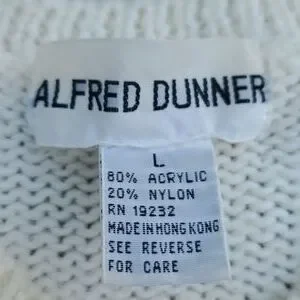 ALFRED DUNNER
L
80% ACRYLIC
20% NYLON
RN 19232
MADE IN HONG KONG
SEE REVERSE
FOR CARE